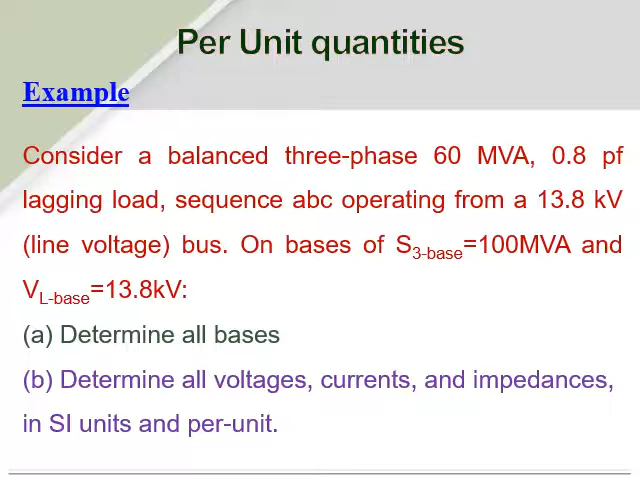 Per Unit quantities
Example
Consider a balanced three-phase 60 MVA, 0.8 pf
lagging load, sequence abc operating from a 13.8 kV
(line voltage) bus. On bases of S3-base=100MVA and
VL-base=13.8kV:
(a) Determine all bases
(b) Determine all voltages, currents, and impedances,
in SI units and per-unit.